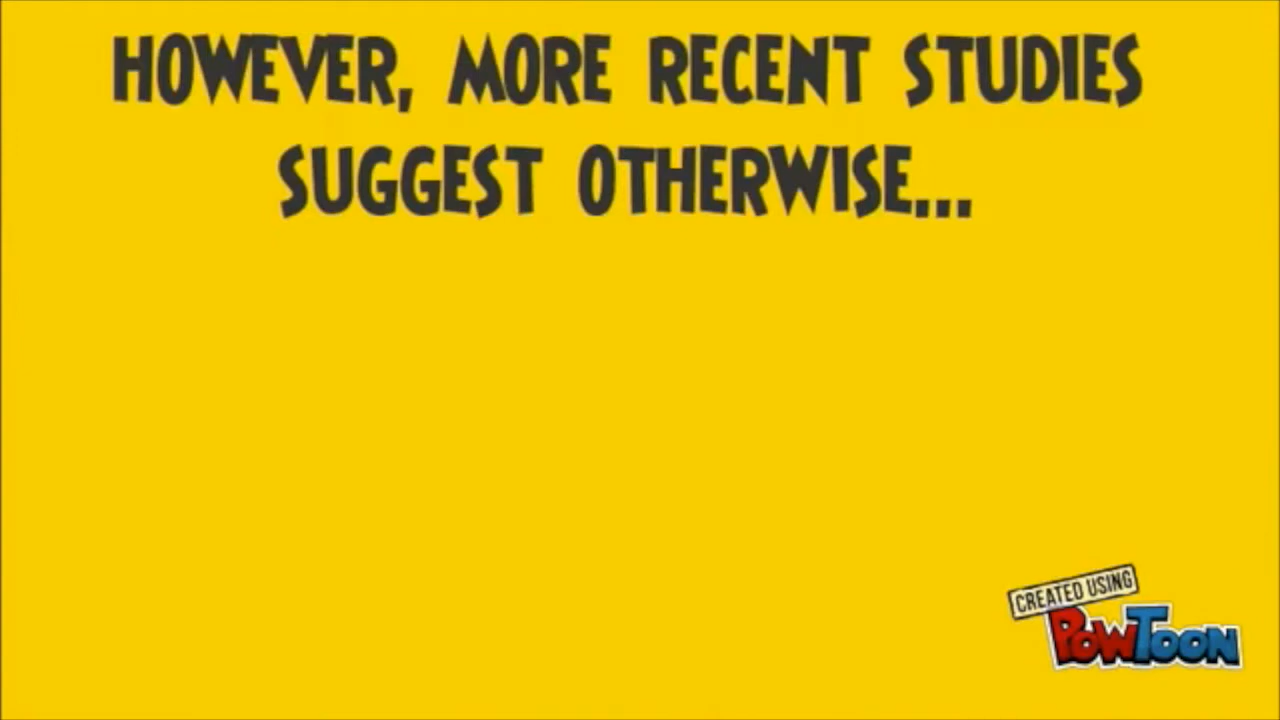 HOWEVER, MORE RECENT STUDIES
SUGGEST OTHERWISE...
CREATED USING
POWTOON